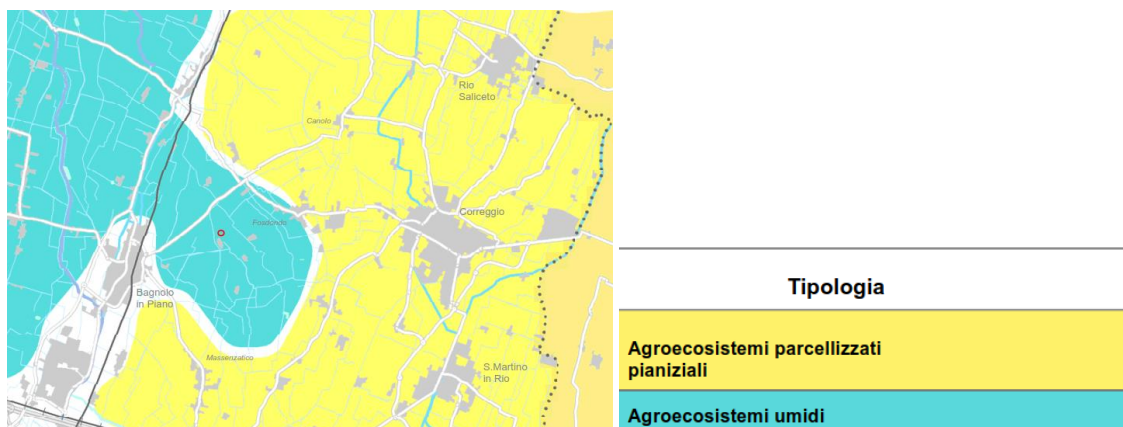 Rio
Saliceto
Canolo
Correggio
Fosdondo
Bagnolo
in Piano
Massenzatico
S.Martino
in Rio
Tipologia
Agroecosistemi parcellizzati
pianiziali
Agroecosistemi umidi